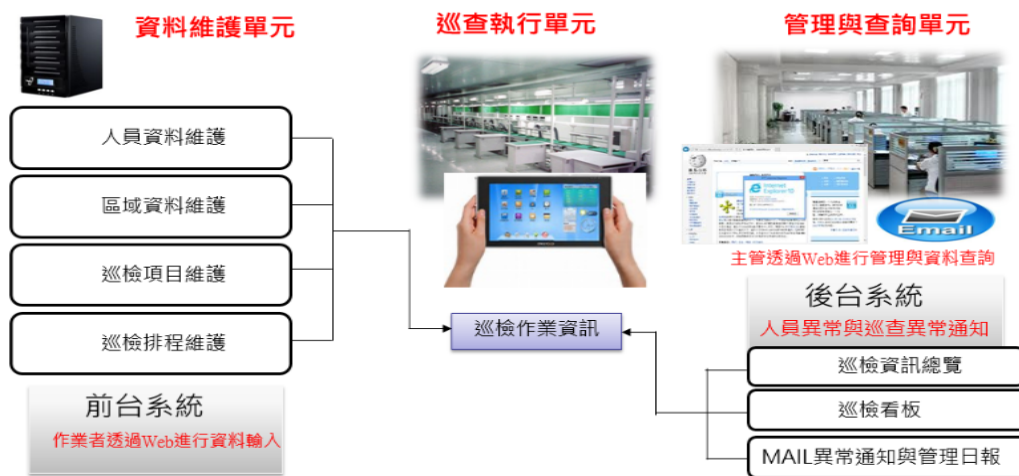 資料維護單元
巡查執行單元
管理與查詢單元
人員資料維護
區域資料維護
巡檢項目維護
巡檢排程維護
前台系統
作業者透過Web進行資料輸入
巡檢作業資訊
Internet
Explorer10
Email
主管透過Web進行管理與資料查詢
後台系統
人員異常與巡查異常通知
巡檢資訊總覽
巡檢看板
MAIL異常通知與管理日報